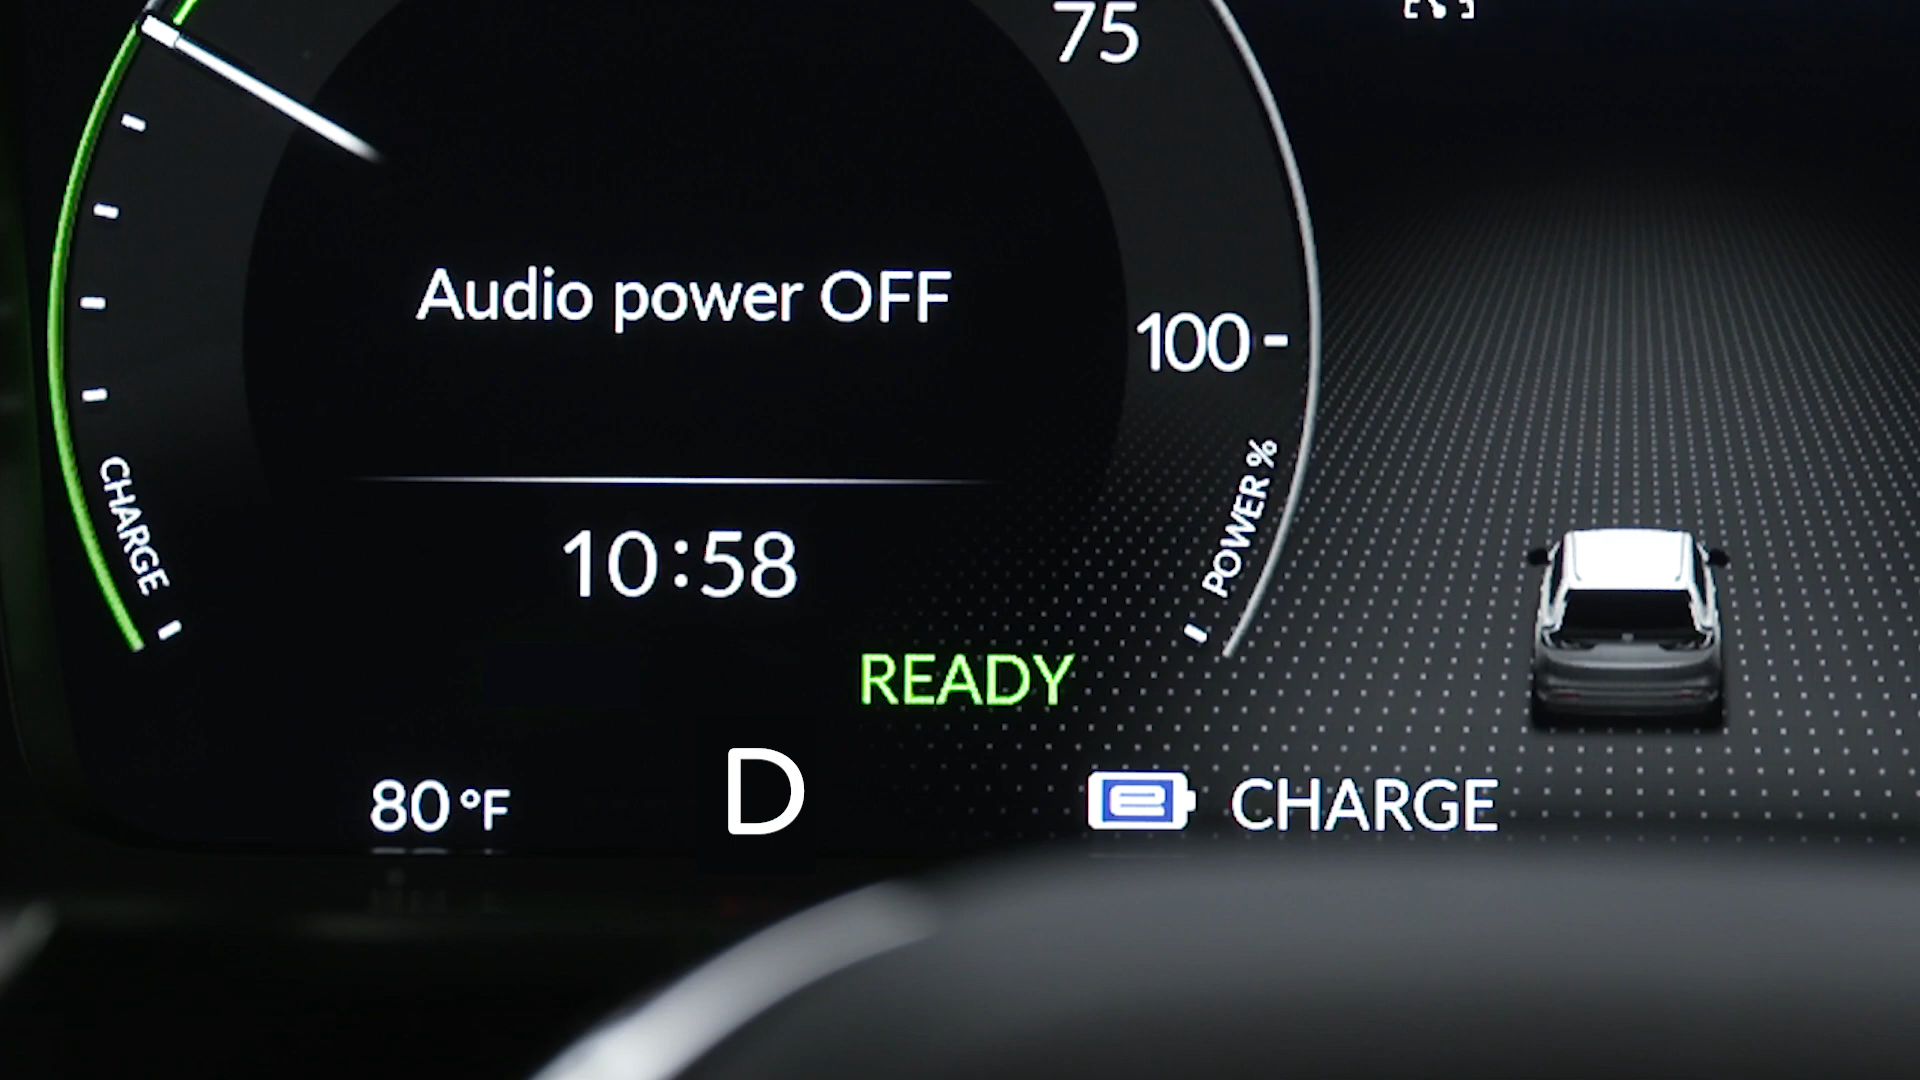 75
Audio power OFF
100
CHARGE
POWER %
10:58
READY
80 °F
D
e CHARGE